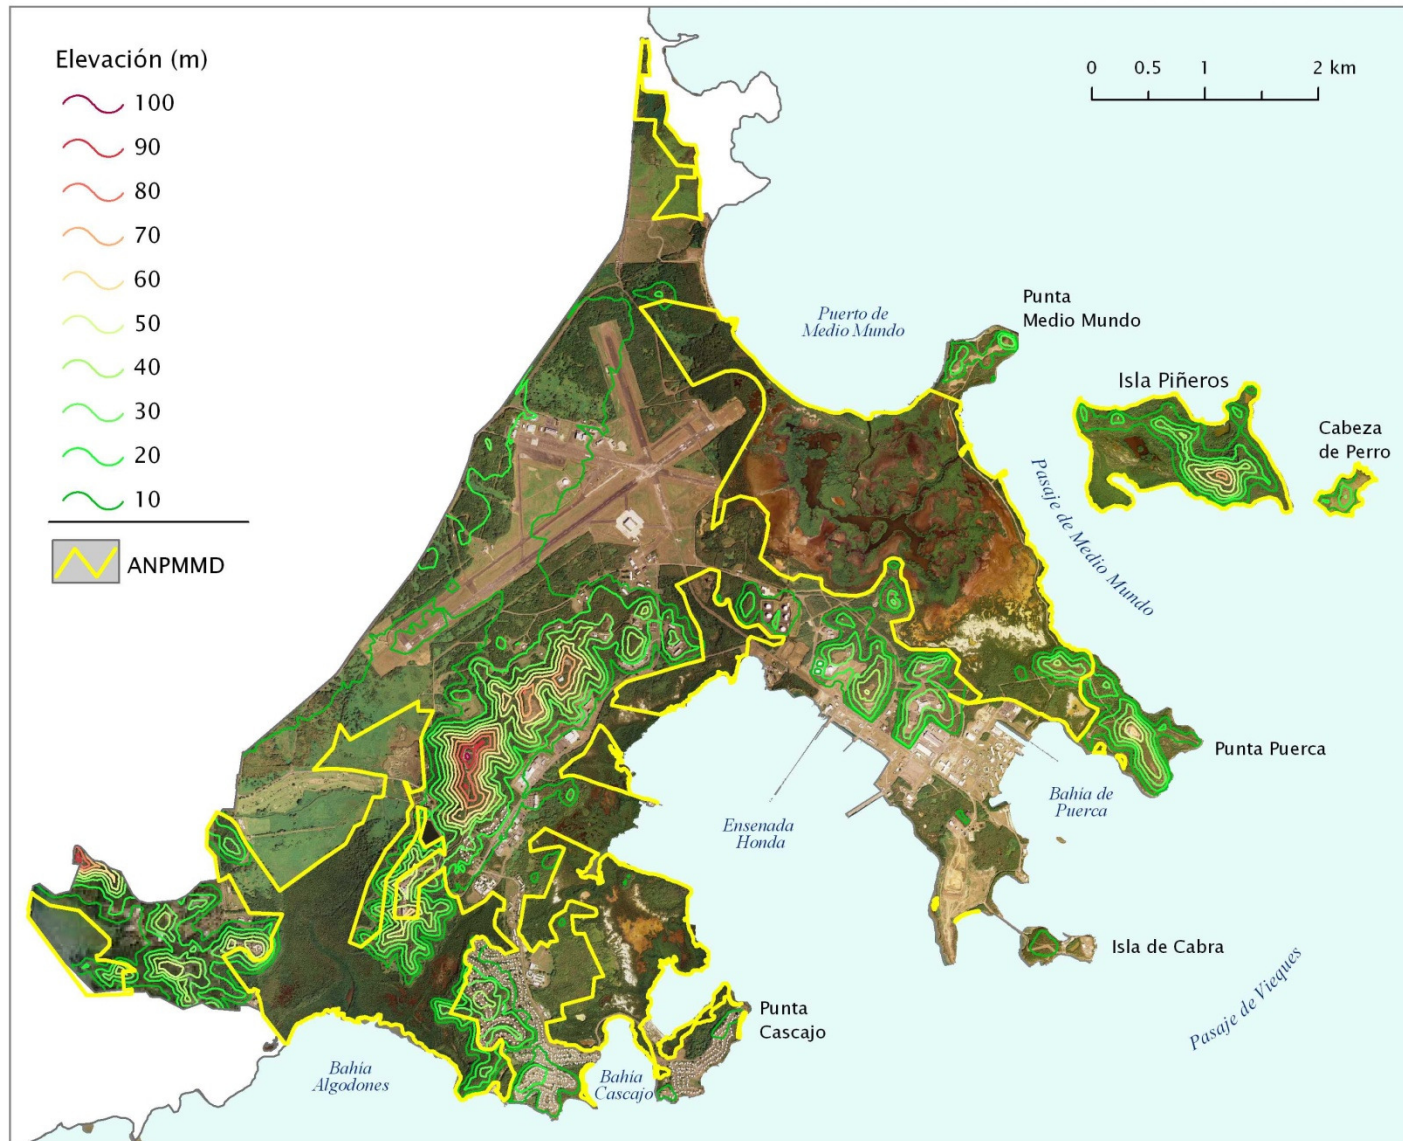 Elevación (m)
100
90
80
70
60
50
40
30
20
10
ANPMMD
0 0.5 1 2 km
Puerto de
Medio Mundo
Punta
Medio Mundo
Isla Piñeros
Cabeza
de Perro
Pasaje de Medio Mundo
Punta Puerca
Bahía de
Puerca
Ensenada
Honda
Isla de Cabra
Pasaje de Vieques
Punta
Cascajo
Bahía
Algodones
Bahía
Cascajo